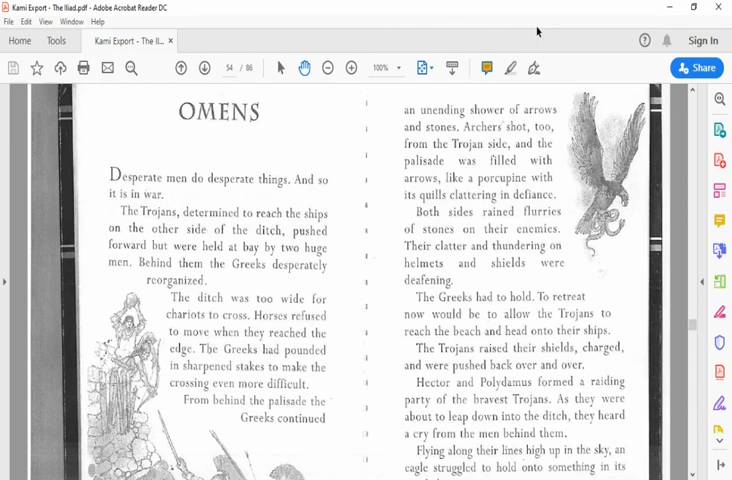 Kami Export - The Iliad.pdf - Adobe Acrobat Reader DC
File Edit View Window Help
Home Tools Kami Export - The Il... × Sign In
54 / 86 100% Share
OMENS
Desperate men do desperate things. And so
it is in war.
The Trojans, determined to reach the ships
on the other side of the ditch, pushed
forward but were held at bay by two huge
men. Behind them the Greeks desperately
reorganized.
The ditch was too wide for
chariots to cross. Horses refused
to move when they reached the
edge. The Greeks had pounded
in sharpened stakes to make the
crossing even more difficult.
From behind the palisade the
Greeks continued
an unending shower of arrows
and stones. Archers shot, too,
from the Trojan side, and the
palisade was filled with
arrows, like a porcupine with
its quills clattering in defiance.
Both sides rained flurries
of stones on their enemies.
Their clatter and thundering on
helmets and shields were
deafening.
The Greeks had to hold. To retreat
now would be to allow the Trojans to
reach the beach and head onto their ships.
The Trojans raised their shields, charged,
and were pushed back over and over.
Hector and Polydamus formed a raiding
party of the bravest Trojans. As they were
about to leap down into the ditch, they heard
a cry from the men behind them.
Flying along their lines high up in the sky, an
eagle struggled to hold onto something in its